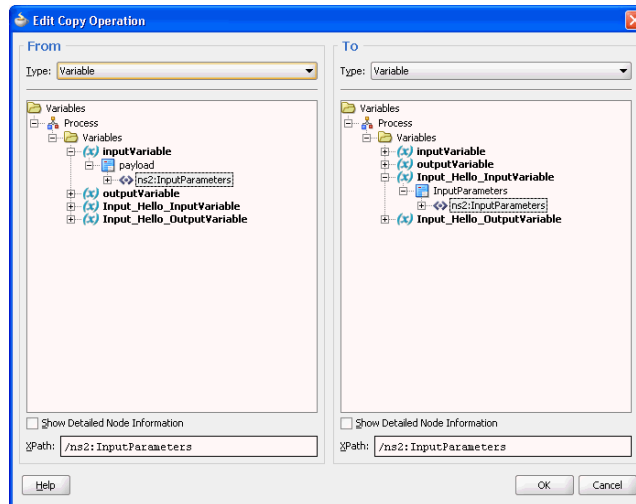 Edit Copy Operation
From
Type: Variable
Variables
Process
Variables
inputVariable
payload
ns2:InputParameters
outputVariable
Input_Hello_InputVariable
Input_Hello_OutputVariable
Show Detailed Node Information
XPath: /ns2:InputParameters
To
Type: Variable
Variables
Process
Variables
inputVariable
outputVariable
Input_Hello_InputVariable
InputParameters
ns2:InputParameters
Input_Hello_OutputVariable
Show Detailed Node Information
XPath: /ns2:InputParameters
Help
OK
Cancel